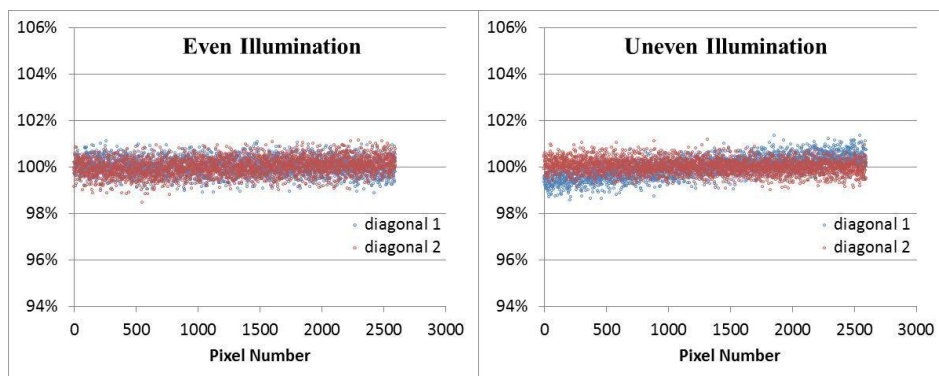 Even Illumination
106%
104%
102%
100%
98%
96%
94%
diagonal 1
diagonal 2
0 500 1000 1500 2000 2500 3000
Pixel Number
Uneven Illumination
106%
104%
102%
100%
98%
96%
94%
diagonal 1
diagonal 2
0 500 1000 1500 2000 2500 3000
Pixel Number